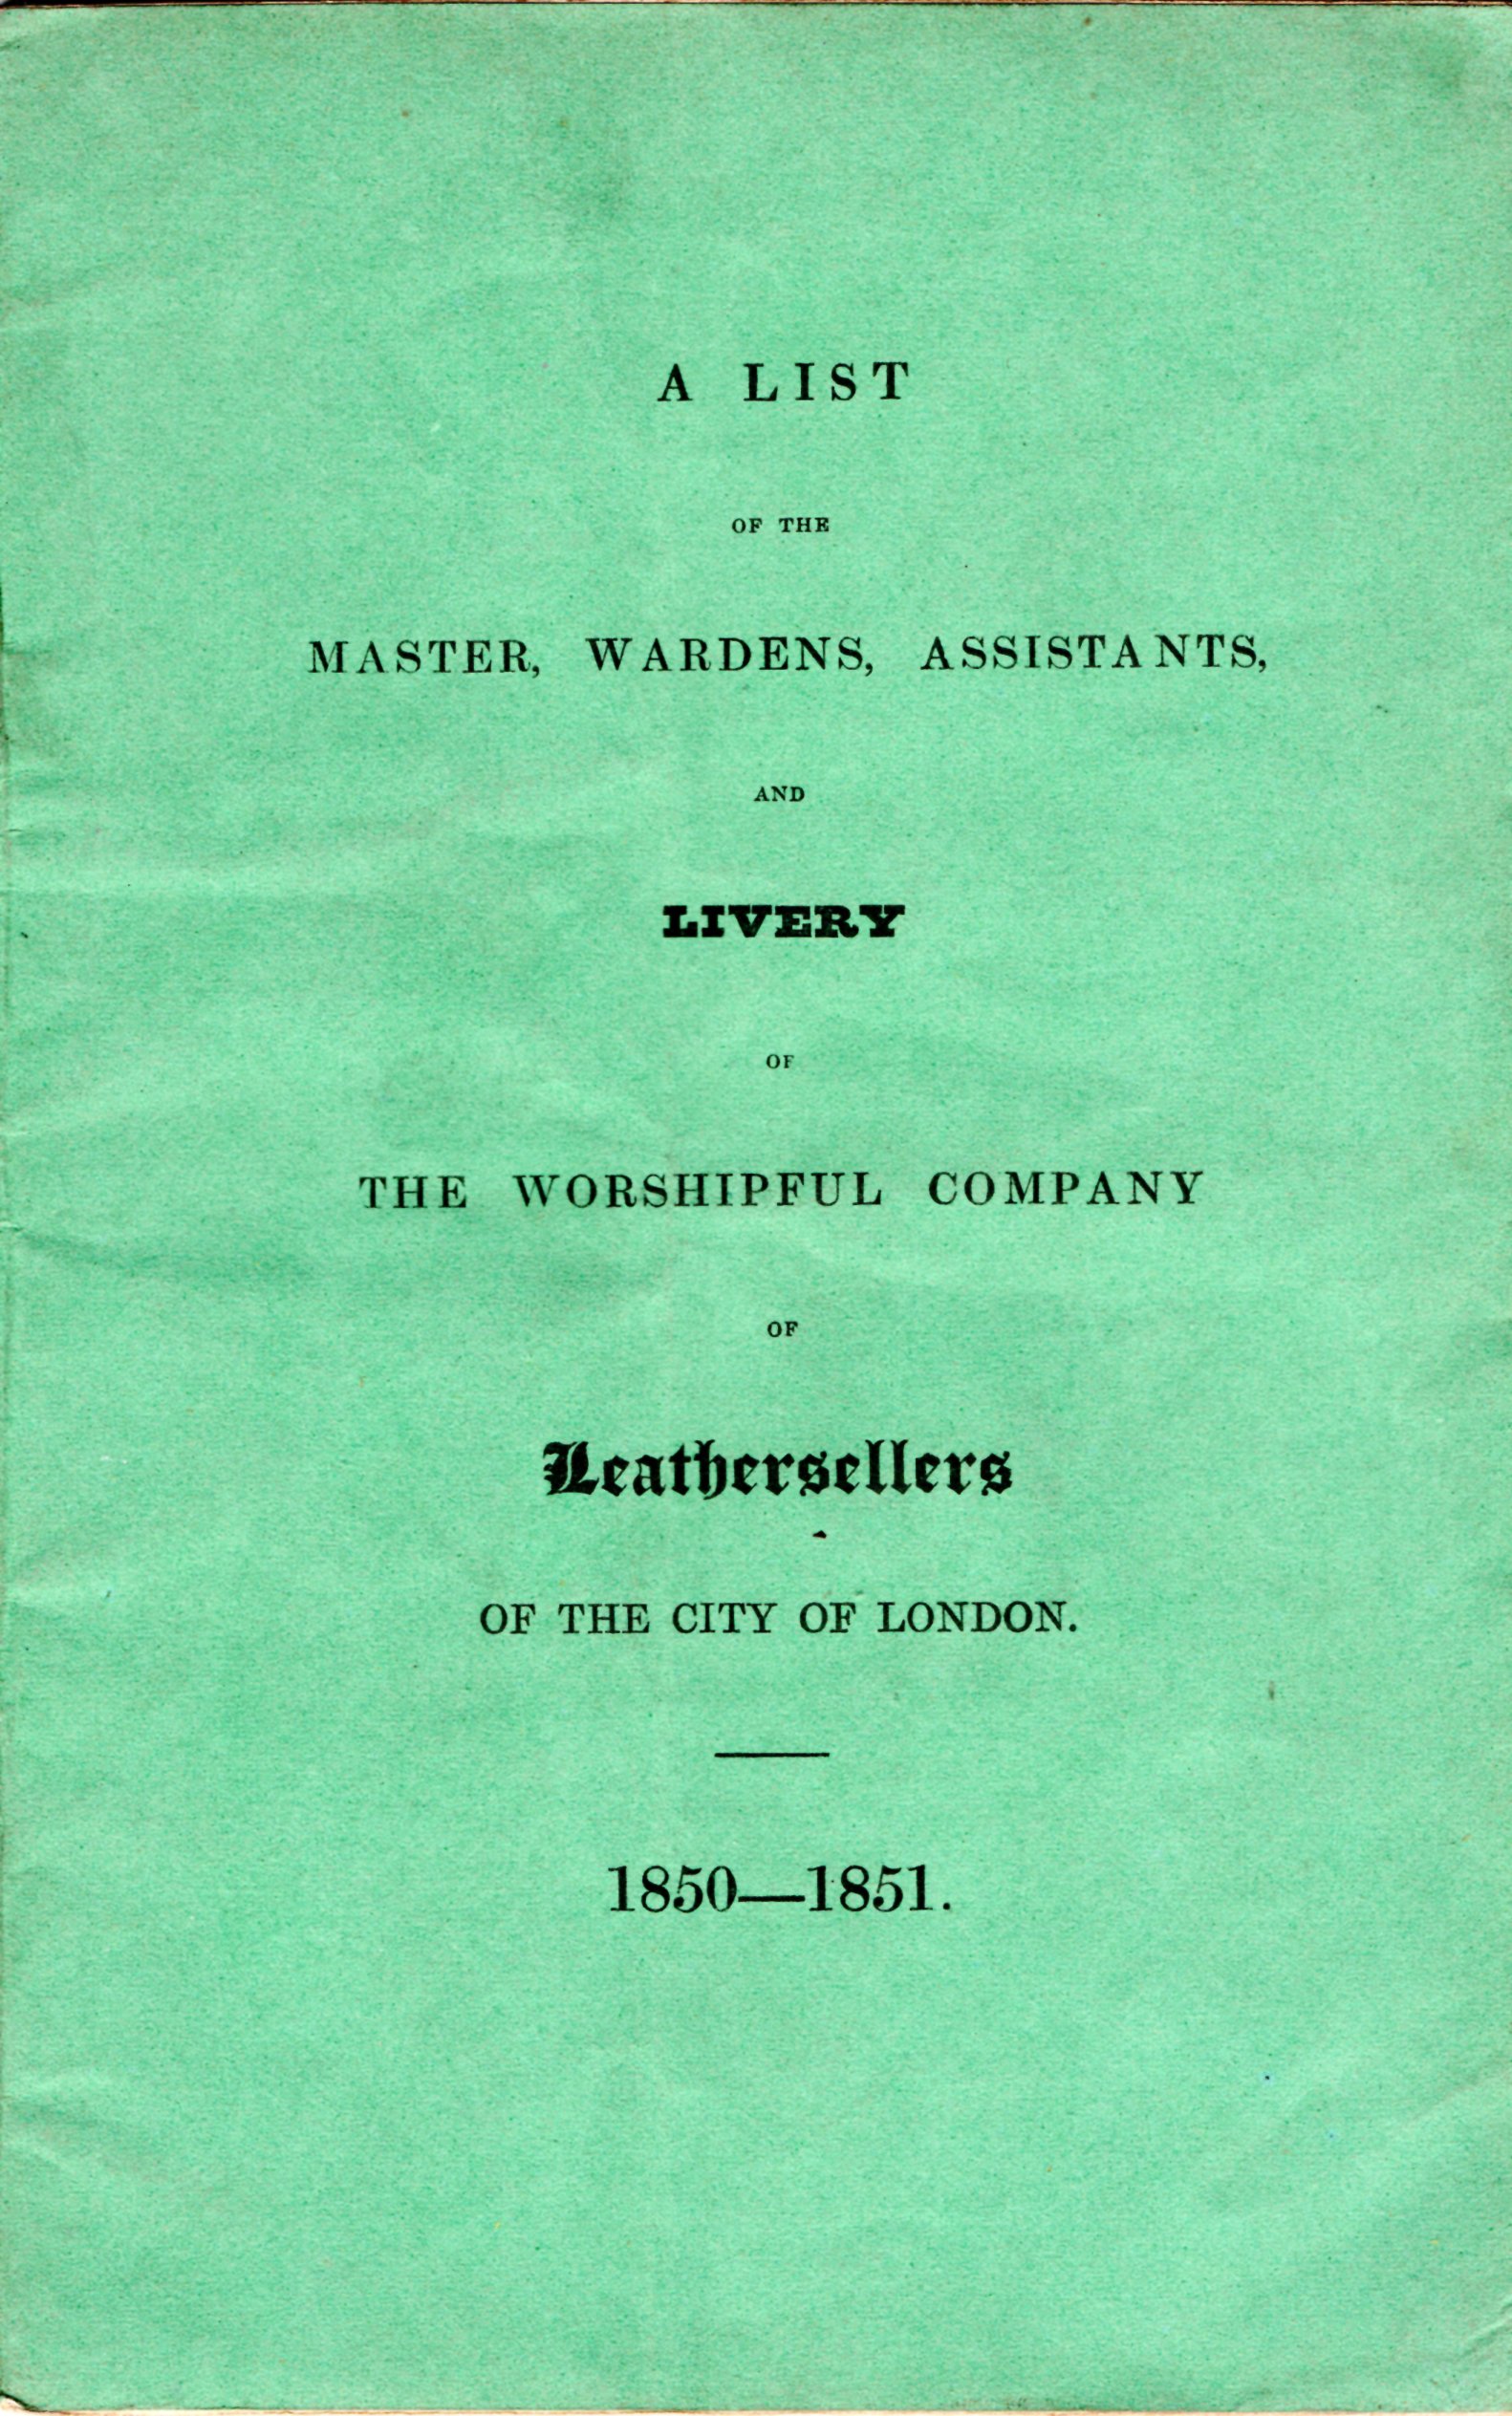 A LIST
OF THE
MASTER, WARDENS, ASSISTANTS,
AND
LIVERY
OF
THE WORSHIPFUL COMPANY
OF
Leathersellers
OF THE CITY OF LONDON.
1850—1851.